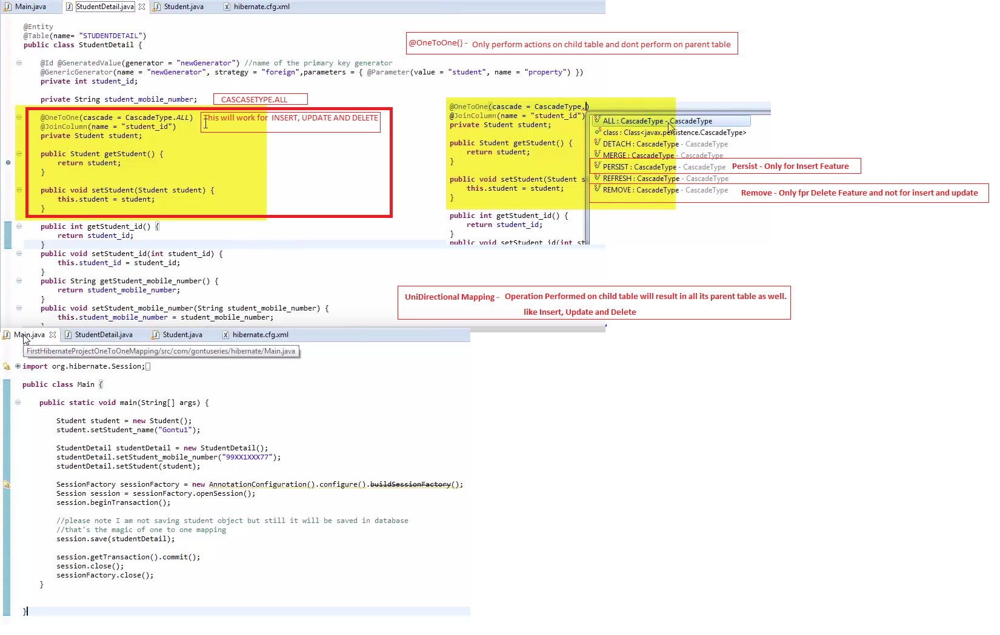 Main.java StudentDetail.java Student.java hibernate.cfg.xml
@Entity
@Table(name= "STUDENTDETAIL")
public class StudentDetail {
@Id @GeneratedValue(generator = "newGenerator") //name of the primary key generator
@GenericGenerator(name = "newGenerator", strategy = "foreign",parameters = { @Parameter(value = "student", name = "property") })
private int student_id;
private String student_mobile_number;
CASCASETYPE.ALL
@OneToOne(cascade = CascadeType.ALL)
This will work for INSERT, UPDATE AND DELETE
@JoinColumn(name = "student_id")
private Student student;
public Student getStudent() {
return student;
}
public void setStudent(Student student) {
this.student = student;
}
public int getStudent_id() {
return student_id;
}
public void setStudent_id(int student_id) {
this.student_id = student_id;
}
public String getStudent_mobile_number() {
return student_mobile_number;
}
public void setStudent_mobile_number(String student_mobile_number) {
this.student_mobile_number = student_mobile_number;
@OneToOne() - Only perform actions on child table and dont perform on parent table
@OneToOne(cascade = CascadeType.)
@JoinColumn(name = "student_id")
private Student student;
public Student getStudent() {
return student;
}
public void setStudent(Student s
this.student = student;
}
public int getStudent_id() {
return student_id;
}
public void setStudent_id(int st
ALL : CascadeType - CascadeType
class : Class<javax.persistence.CascadeType>
DETACH : CascadeType - CascadeType
MERGE : CascadeType - CascadeType
PERSIST : CascadeType - CascadeType
Persist - Only for Insert Feature
REFRESH : CascadeType - CascadeType
REMOVE : CascadeType - CascadeType
Remove - Only fpr Delete Feature and not for insert and update
UniDirectional Mapping - Operation Performed on child table will result in all its parent table as well.
like Insert, Update and Delete
Main.java StudentDetail.java Student.java hibernate.cfg.xml
FirstHibernateProjectOneToOneMapping/src/com/gontuseries/hibernate/Main.java
import org.hibernate.Session;
public class Main {
public static void main(String[] args) {
Student student = new Student();
student.setStudent_name("Gontu1");
StudentDetail studentDetail = new StudentDetail();
studentDetail.setStudent_mobile_number("99XX1XXX77");
studentDetail.setStudent(student);
SessionFactory sessionFactory = new AnnotationConfiguration().configure().buildSessionFactory();
Session session = sessionFactory.openSession();
session.beginTransaction();
//please note I am not saving student object but still it will be saved in database
//that's the magic of one to one mapping
session.save(studentDetail);
session.getTransaction().commit();
session.close();
sessionFactory.close();
}
}